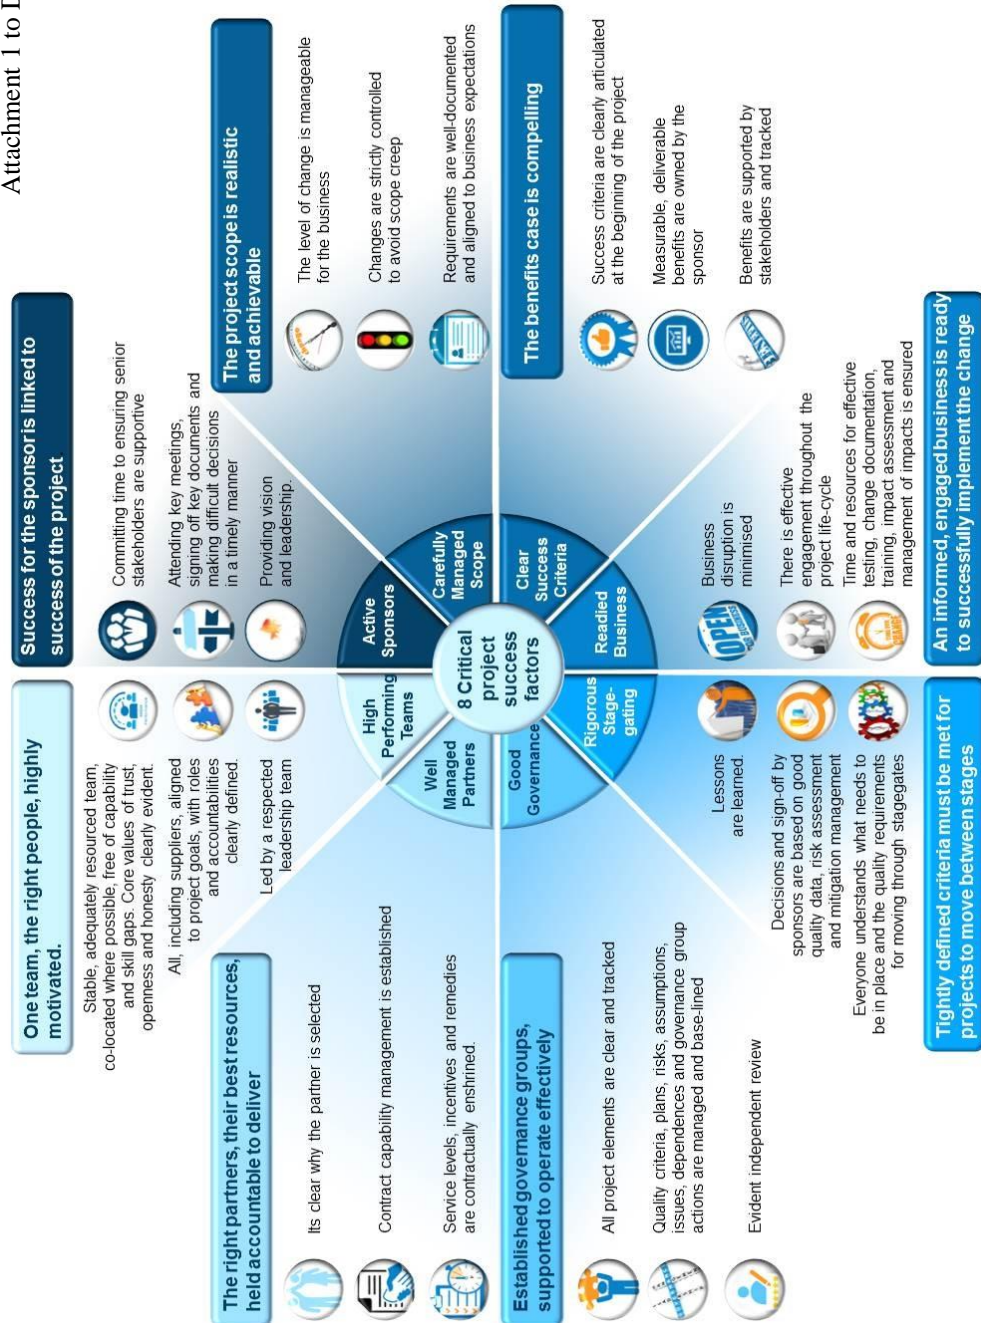 Attachment 1 to D
One team, the right people, highly
motivated.
Stable, adequately resourced team,
co-located where possible, free of capability
and skill gaps. Core values of trust,
openness and honesty clearly evident.
All, including suppliers, aligned
to project goals, with roles
and accountabilities
clearly defined.
Led by a respected
leadership team
Success for the sponsor is linked to
success of the project
Committing time to ensuring senior
stakeholders are supportive
Attending key meetings,
signing off key documents and
making difficult decisions
in a timely manner
Providing vision
and leadership.
The right partners, their best resources,
held accountable to deliver
Its clear why the partner is selected
Contract capability management is established
Service levels, incentives and remedies
are contractually enshrined.
The project scope is realistic
and achievable
The level of change is manageable
for the business
Changes are strictly controlled
to avoid scope creep
Requirements are well-documented
and aligned to business expectations
8 Critical
project
success
factors
High
Performing
Teams
Active
Sponsors
Well
Managed
Partners
Carefully
Managed
Scope
Good
Governance
Clear
Success
Criteria
Rigorous
Stage-
gating
Readied
Business
Established governance groups,
supported to operate effectively
All project elements are clear and tracked
Quality criteria, plans, risks, assumptions,
issues, dependences and governance group
actions are managed and base-lined
Evident independent review
The benefits case is compelling
Success criteria are clearly articulated
at the beginning of the project
Measurable, deliverable
benefits are owned by the
sponsor
Benefits are supported by
stakeholders and tracked
Lessons
are learned.
Decisions and sign-off by
sponsors are based on good
quality data, risk assessment
and mitigation management
Everyone understands what needs to
be in place and the quality requirements
for moving through stagegates
Tightly defined criteria must be met for
projects to move between stages
OPEN
Business
disruption is
minimised
There is effective
engagement throughout the
project life-cycle
CHANGE
Time and resources for effective
testing, change documentation,
training, impact assessment and
management of impacts is ensured
An informed, engaged business is ready
to successfully implement the change